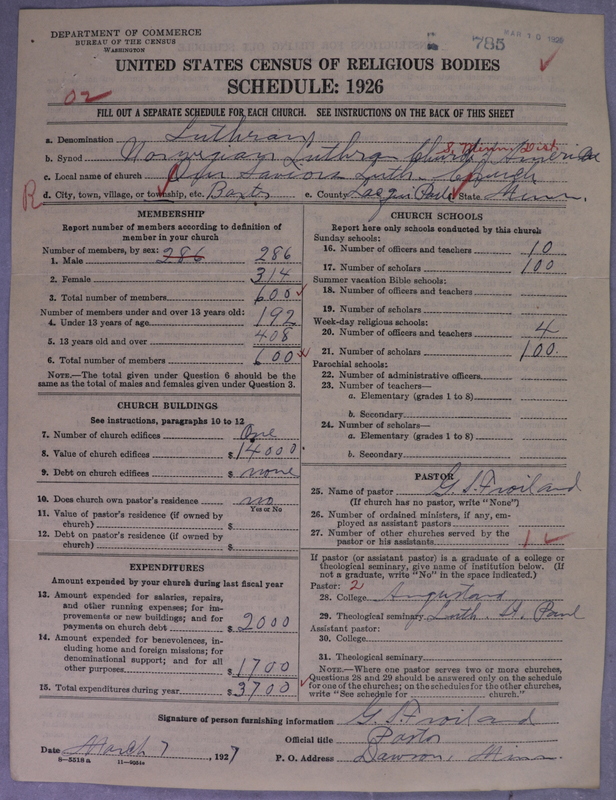 DEPARTMENT OF COMMERCE
BUREAU OF THE CENSUS
WASHINGTON
785
MAR 10 1926
UNITED STATES CENSUS OF RELIGIOUS BODIES
SCHEDULE: 1926
02
FILL OUT A SEPARATE SCHEDULE FOR EACH CHURCH. SEE INSTRUCTIONS ON THE BACK OF THIS SHEET
a. Denomination Lutheran
S. Minn. Dist.
b. Synod Norwegian Luthran Church of America
c. Local name of church Saviors Luth. Church
R
d. City, town, village, or township, etc. Baxter e. County Lacqui Parle State Minn.
MEMBERSHIP
Report number of members according to definition of member in your church
Number of members, by sex: 286
1. Male 286
2. Female 314
3. Total number of members 600
Number of members under and over 13 years old:
4. Under 13 years of age 192
5. 13 years old and over 408
6. Total number of members 600
NOTE.—The total given under Question 6 should be the same as the total of males and females given under Question 3.
CHURCH BUILDINGS
See instructions, paragraphs 10 to 12
7. Number of church edifices One
8. Value of church edifices $14000
9. Debt on church edifices $ none
10. Does church own pastor's residence no
Yes or No
11. Value of pastor's residence (if owned by church) $
12. Debt on pastor's residence (if owned by church) $
EXPENDITURES
Amount expended by your church during last fiscal year
13. Amount expended for salaries, repairs, and other running expenses; for improvements or new buildings; and for payments on church debt $2000
14. Amount expended for benevolences, including home and foreign missions; for denominational support; and for all other purposes $1700
15. Total expenditures during year $3700
CHURCH SCHOOLS
Report here only schools conducted by this church
Sunday schools:
16. Number of officers and teachers 10
17. Number of scholars 100
Summer vacation Bible schools:
18. Number of officers and teachers
19. Number of scholars
Week-day religious schools:
20. Number of officers and teachers 4
21. Number of scholars 100
Parochial schools:
22. Number of administrative officers
23. Number of teachers—
a. Elementary (grades 1 to 8)
b. Secondary
24. Number of scholars—
a. Elementary (grades 1 to 8)
b. Secondary
PASTOR
25. Name of pastor G. S. Froiland
(If church has no pastor, write "None")
26. Number of ordained ministers, if any, employed as assistant pastors
27. Number of other churches served by the pastor or his assistants 1
If pastor (or assistant pastor) is a graduate of a college or theological seminary, give name of institution below. (If not a graduate, write "No" in the space indicated.)
Pastor: 2
28. College Augustana
29. Theological seminary Luth. St. Paul
Assistant pastor:
30. College
31. Theological seminary
NOTE.—Where one pastor serves two or more churches, Questions 28 and 29 should be answered only on the schedule for one of the churches; on the schedules for the other churches, write "See schedule for church."
Signature of person furnishing information G. S. Froiland
Official title Pastor
Date March 7, 1927
P. O. Address Dawson, Minn.
8—5518 a